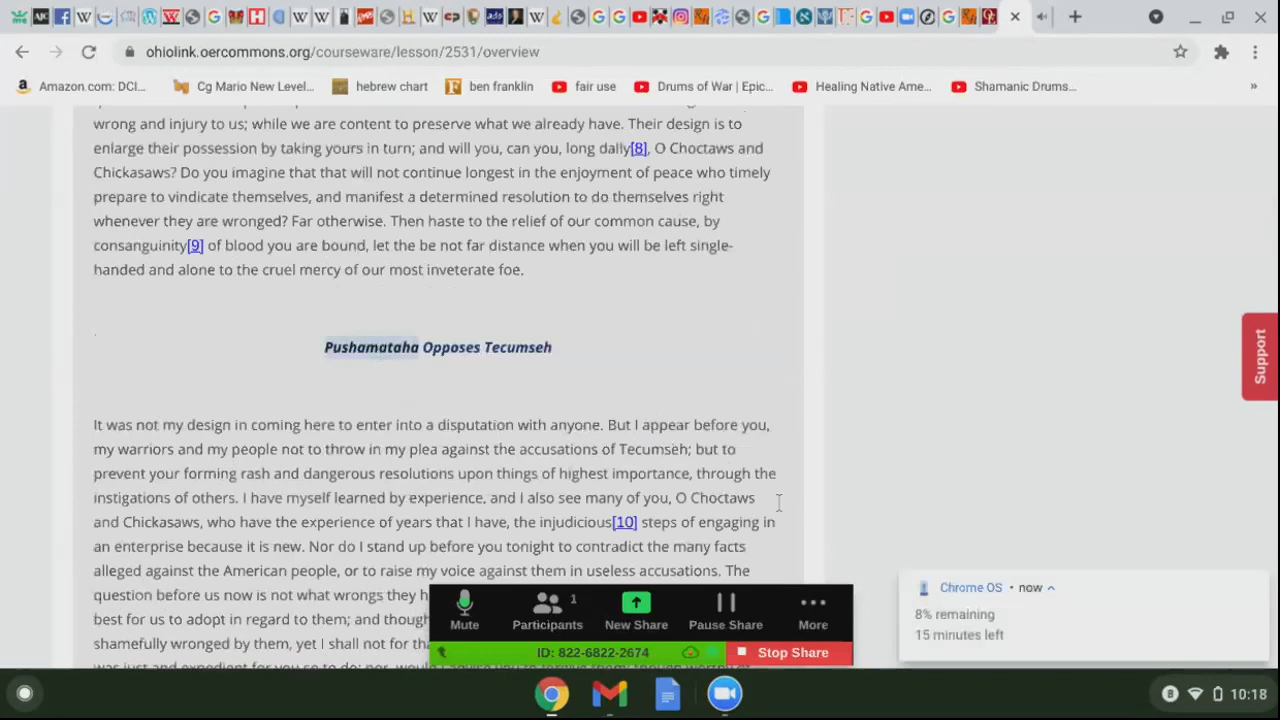 ohiolink.oercommons.org/courseware/lesson/2531/overview
Amazon.com: DCI... Cg Mario New Level... hebrew chart ben franklin fair use Drums of War | Epic... Healing Native Ame... Shamanic Drums... »
wrong and injury to us; while we are content to preserve what we already have. Their design is to
enlarge their possession by taking yours in turn; and will you, can you, long dally[8], O Choctaws and
Chickasaws? Do you imagine that that will not continue longest in the enjoyment of peace who timely
prepare to vindicate themselves, and manifest a determined resolution to do themselves right
whenever they are wronged? Far otherwise. Then haste to the relief of our common cause, by
consanguinity[9] of blood you are bound, let the be not far distance when you will be left single-
handed and alone to the cruel mercy of our most inveterate foe.
Support
.
Pushamataha Opposes Tecumseh
It was not my design in coming here to enter into a disputation with anyone. But I appear before you,
my warriors and my people not to throw in my plea against the accusations of Tecumseh; but to
prevent your forming rash and dangerous resolutions upon things of highest importance, through the
instigations of others. I have myself learned by experience, and I also see many of you, O Choctaws
and Chickasaws, who have the experience of years that I have, the injudicious[10] steps of engaging in
an enterprise because it is new. Nor do I stand up before you tonight to contradict the many facts
alleged against the American people, or to raise my voice against them in useless accusations. The
question before us now is not what wrongs they
best for us to adopt in regard to them; and
shamefully wronged by them, yet I shall not for
Mute Participants 1 New Share Pause Share More
ID: 822-6822-2674 Stop Share
Chrome OS • now
8% remaining
15 minutes left
8 10:18